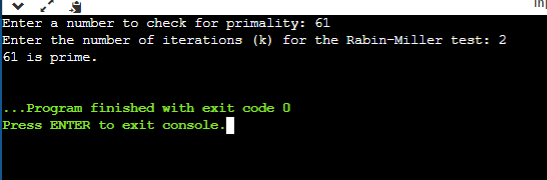 Enter a number to check for primality: 61
Enter the number of iterations (k) for the Rabin-Miller test: 2
61 is prime.
...Program finished with exit code 0
Press ENTER to exit console.